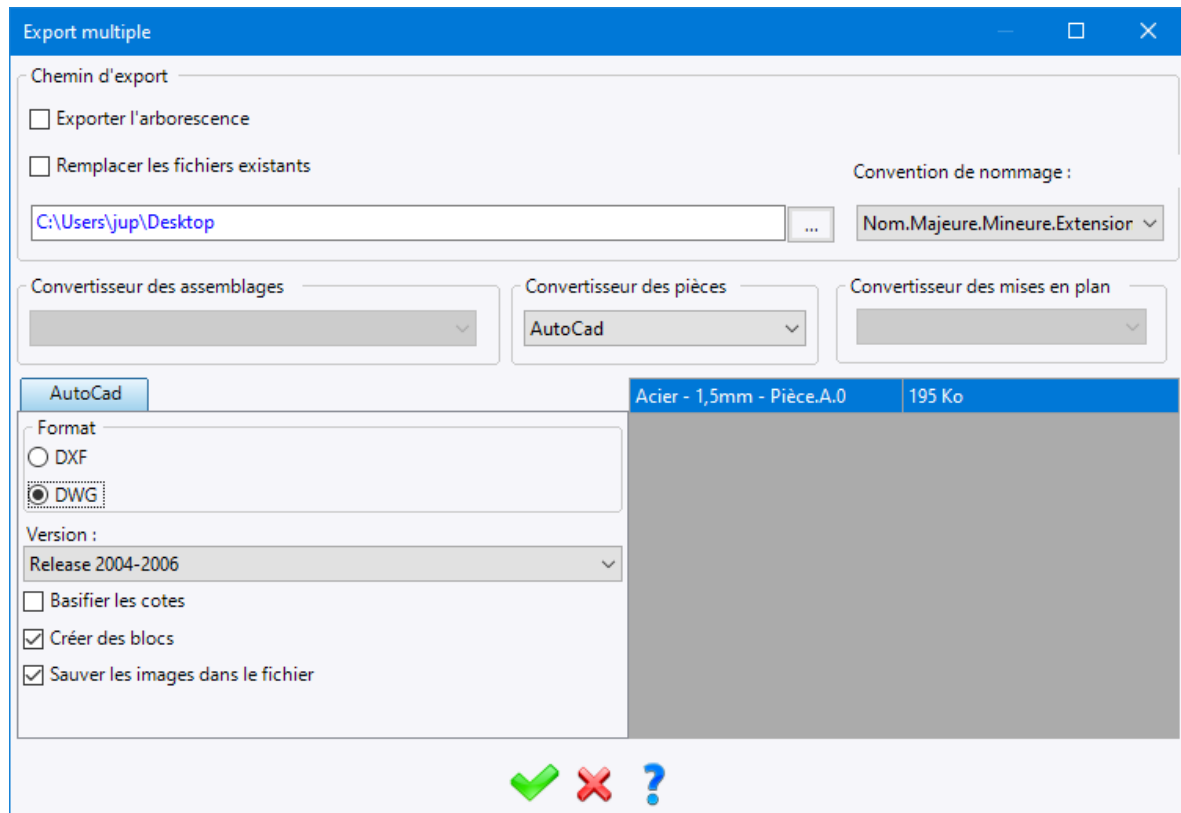 Export multiple
Chemin d'export
Exporter l'arborescence
Remplacer les fichiers existants
Convention de nommage :
C:\Users\jup\Desktop
...
Nom.Majeure.Mineure.Extension
Convertisseur des assemblages
Convertisseur des pièces
Convertisseur des mises en plan
AutoCad
AutoCad
Acier - 1,5mm - Pièce.A.0
195 Ko
Format
DXF
DWG
Version :
Release 2004-2006
Basifier les cotes
Créer des blocs
Sauver les images dans le fichier